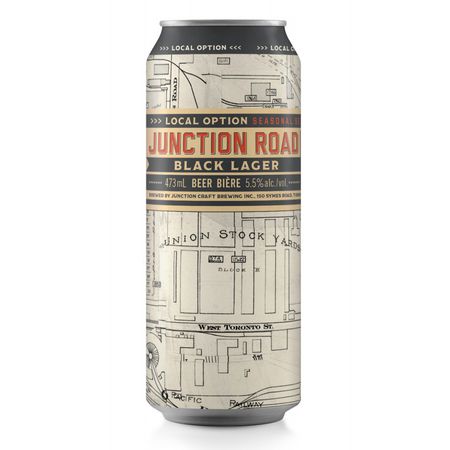 >>> LOCAL OPTION <<<
ROAD
>>> LOCAL OPTION SEASONAL
JUNCTION ROAD
BLACK LAGER
473mL BEER BIÈRE 5.5%alc./vol.
BREWED BY JUNCTION CRAFT BREWING INC., 150 SYMES ROAD,
UNION STOCK YARDS
BLOCK 'B'
WEST TORONTO ST.
PACIFIC RAILWAY